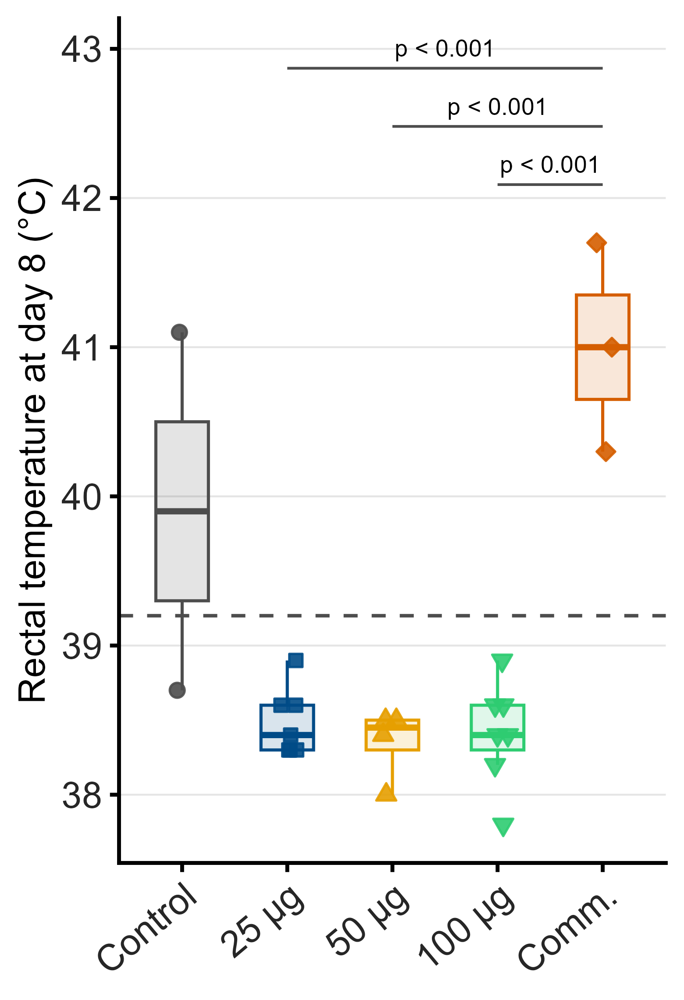 Rectal temperature at day 8 (°C)
43
42
41
40
39
38
p < 0.001
p < 0.001
p < 0.001
Control
25 µg
50 µg
100 µg
Comm.